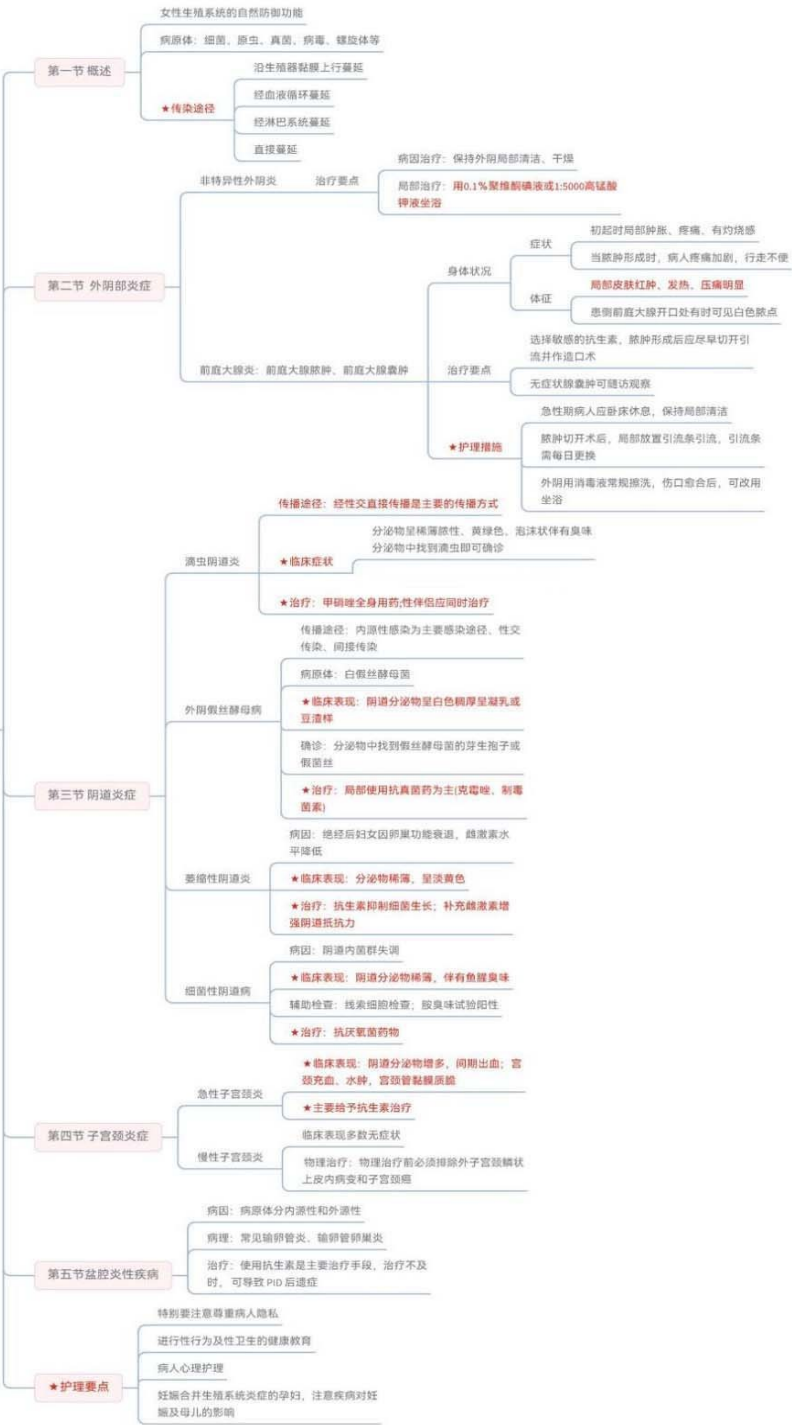 第一节 概述
女性生殖系统的自然防御功能
病原体：细菌、原虫、真菌、病毒、螺旋体等
★传染途径
沿生殖器黏膜上行蔓延
经血液循环蔓延
经淋巴系统蔓延
直接蔓延
第二节 外阴部炎症
非特异性外阴炎
治疗要点
病因治疗：保持外阴局部清洁、干燥
局部治疗：用0.1％聚维酮碘液或1:5000高锰酸
钾液坐浴
前庭大腺炎：前庭大腺脓肿、前庭大腺囊肿
身体状况
症状
初起时局部肿胀、疼痛、有灼烧感
当脓肿形成时，病人疼痛加剧，行走不便
体征
局部皮肤红肿、发热、压痛明显
患侧前庭大腺开口处有时可见白色脓点
治疗要点
选择敏感的抗生素，脓肿形成后应尽早切开引
流并作造口术
无症状腺囊肿可随访观察
★护理措施
急性期病人应卧床休息，保持局部清洁
脓肿切开术后，局部放置引流条引流，引流条
需每日更换
外阴用消毒液常规擦洗，伤口愈合后，可改用
坐浴
第三节 阴道炎症
滴虫阴道炎
传播途径：经性交直接传播是主要的传播方式
★临床症状
分泌物呈稀薄脓性、黄绿色、泡沫状伴有臭味
分泌物中找到滴虫即可确诊
★治疗：甲硝唑全身用药;性伴侣应同时治疗
外阴假丝酵母病
传播途径：内源性感染为主要感染途径、性交
传染、间接传染
病原体：白假丝酵母菌
★临床表现：阴道分泌物呈白色稠厚呈凝乳或
豆渣样
确诊：分泌物中找到假丝酵母菌的芽生孢子或
假菌丝
★治疗：局部使用抗真菌药为主(克霉唑、制霉
菌素)
萎缩性阴道炎
病因：绝经后妇女因卵巢功能衰退，雌激素水
平降低
★临床表现：分泌物稀薄，呈淡黄色
★治疗：抗生素抑制细菌生长；补充雌激素增
强阴道抵抗力
细菌性阴道病
病因：阴道内菌群失调
★临床表现：阴道分泌物稀薄，伴有鱼腥臭味
辅助检查：线索细胞检查；胺臭味试验阳性
★治疗：抗厌氧菌药物
第四节 子宫颈炎症
急性子宫颈炎
★临床表现：阴道分泌物增多，间期出血；宫
颈充血、水肿，宫颈管黏膜质脆
★主要给予抗生素治疗
慢性子宫颈炎
临床表现多数无症状
物理治疗：物理治疗前必须排除外子宫颈鳞状
上皮内病变和子宫颈癌
第五节盆腔炎性疾病
病因：病原体分内源性和外源性
病理：常见输卵管炎、输卵管卵巢炎
治疗：使用抗生素是主要治疗手段，治疗不及
时，可导致 PID 后遗症
★护理要点
特别要注意尊重病人隐私
进行性行为及性卫生的健康教育
病人心理护理
妊娠合并生殖系统炎症的孕妇，注意疾病对妊
娠及母儿的影响